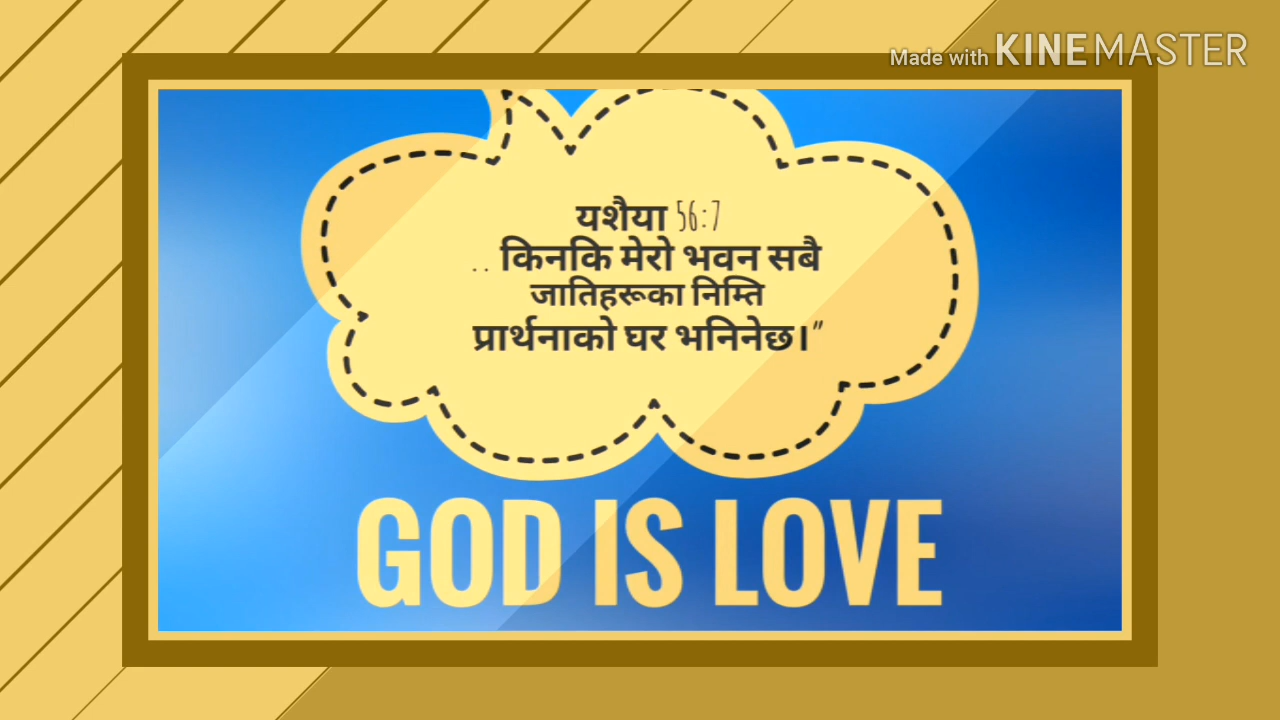 Made with KINEMASTER
यशैया 56:7
.. किनकि मेरो भवन सबै
जातिहरूका निम्ति
प्रार्थनाको घर भनिनेछ।”
GOD IS LOVE